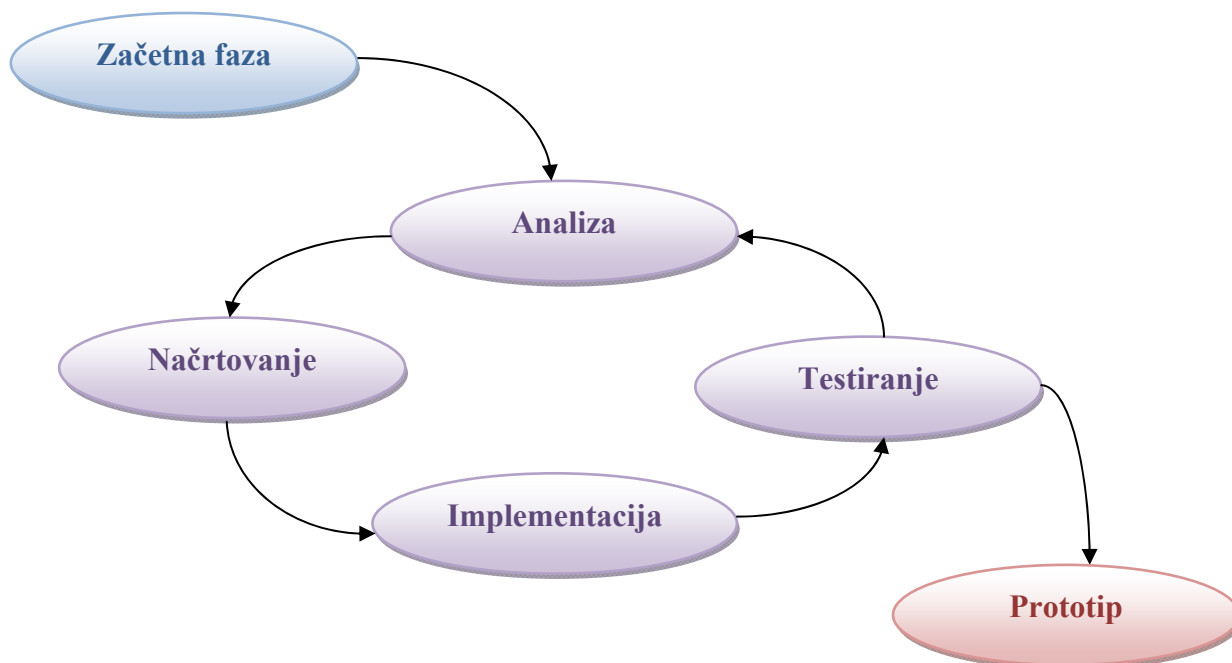 Začetna faza
Analiza
Načrtovanje
Testiranje
Implementacija
Prototip